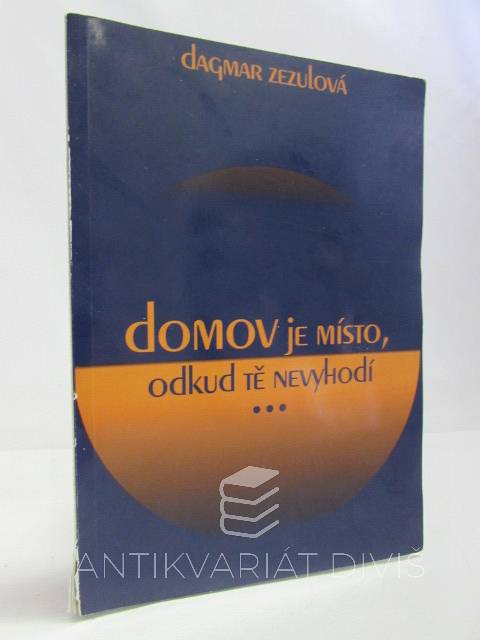 dagmar zezulová
domov je místo,
odkud tě nevyhodí
...
ANTIKVARIÁT DIVIŠ